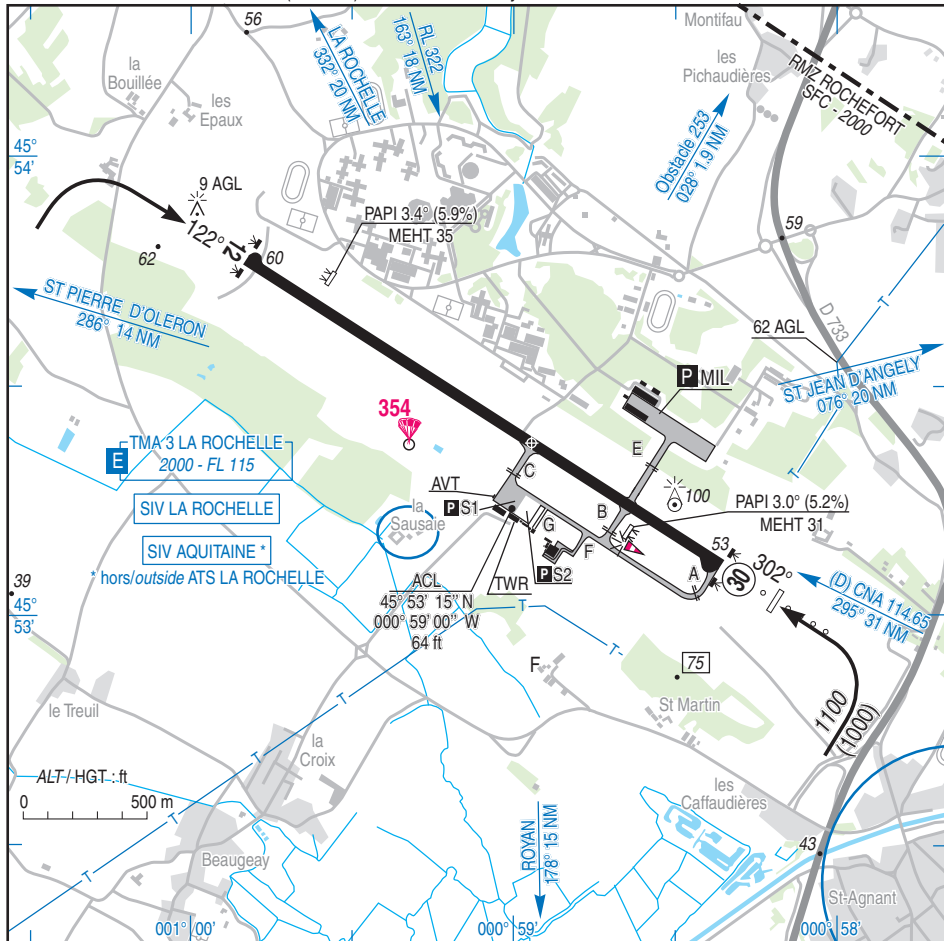 56
la
Bouillée
les
Epaux
LA ROCHELLE
332° 20 NM
RL 322
163° 18 NM
Montifau
les
Pichaudières
RMZ ROCHEFORT
SFC - 2000
45°
54'
9 AGL
122°
12
60
62
PAPI 3.4° (5.9%)
MEHT 35
Obstacle 253
028° 1.9 NM
59
D 733
T
ST PIERRE D'OLERON
286° 14 NM
62 AGL
P MIL
ST JEAN D'ANGELY
076° 20 NM
T
354
E TMA 3 LA ROCHELLE
2000 - FL 115
SIV LA ROCHELLE
SIV AQUITAINE *
* hors/outside ATS LA ROCHELLE
AVT
P S1
la
Sausaie
C
G
P S2
F
B
E
A
100
PAPI 3.0° (5.2%)
MEHT 31
53
302°
30
TWR
ACL
45° 53' 15'' N
000° 59' 00'' W
64 ft
(D) CNA 114.65
295° 31 NM
39
45°
53'
T
T
F
75
St Martin
1100
(1000)
le Treuil
la
Croix
T
ALT / HGT : ft
0 500 m
les
Caffaudières
43
Beaugeay
T
ROYAN
178° 15 NM
St-Agnant
001° 00'
000° 59'
000° 58'